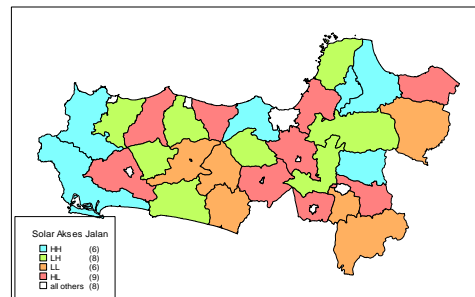 Solar Akses Jalan
HH (6)
LH (8)
LL (6)
HL (9)
all others (8)